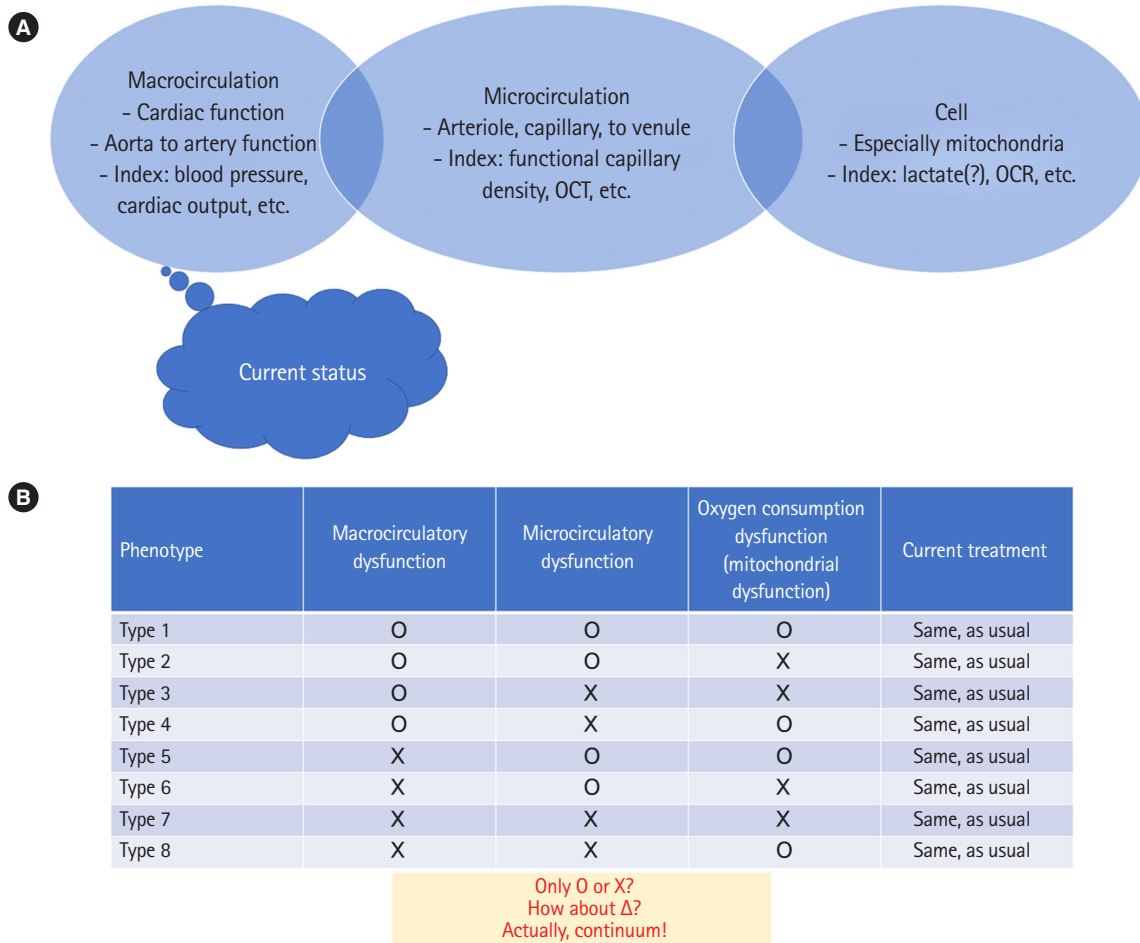 A
Macrocirculation
- Cardiac function
- Aorta to artery function
- Index: blood pressure,
cardiac output, etc.
Microcirculation
- Arteriole, capillary, to venule
- Index: functional capillary
density, OCT, etc.
Cell
- Especially mitochondria
- Index: lactate(?), OCR, etc.
Current status
B
Phenotype
Macrocirculatory
dysfunction
Microcirculatory
dysfunction
Oxygen consumption
dysfunction
(mitochondrial
dysfunction)
Current treatment
Type 1 O O O Same, as usual
Type 2 O O X Same, as usual
Type 3 O X X Same, as usual
Type 4 O X O Same, as usual
Type 5 X O O Same, as usual
Type 6 X O X Same, as usual
Type 7 X X X Same, as usual
Type 8 X X O Same, as usual
Only O or X?
How about Δ?
Actually, continuum!